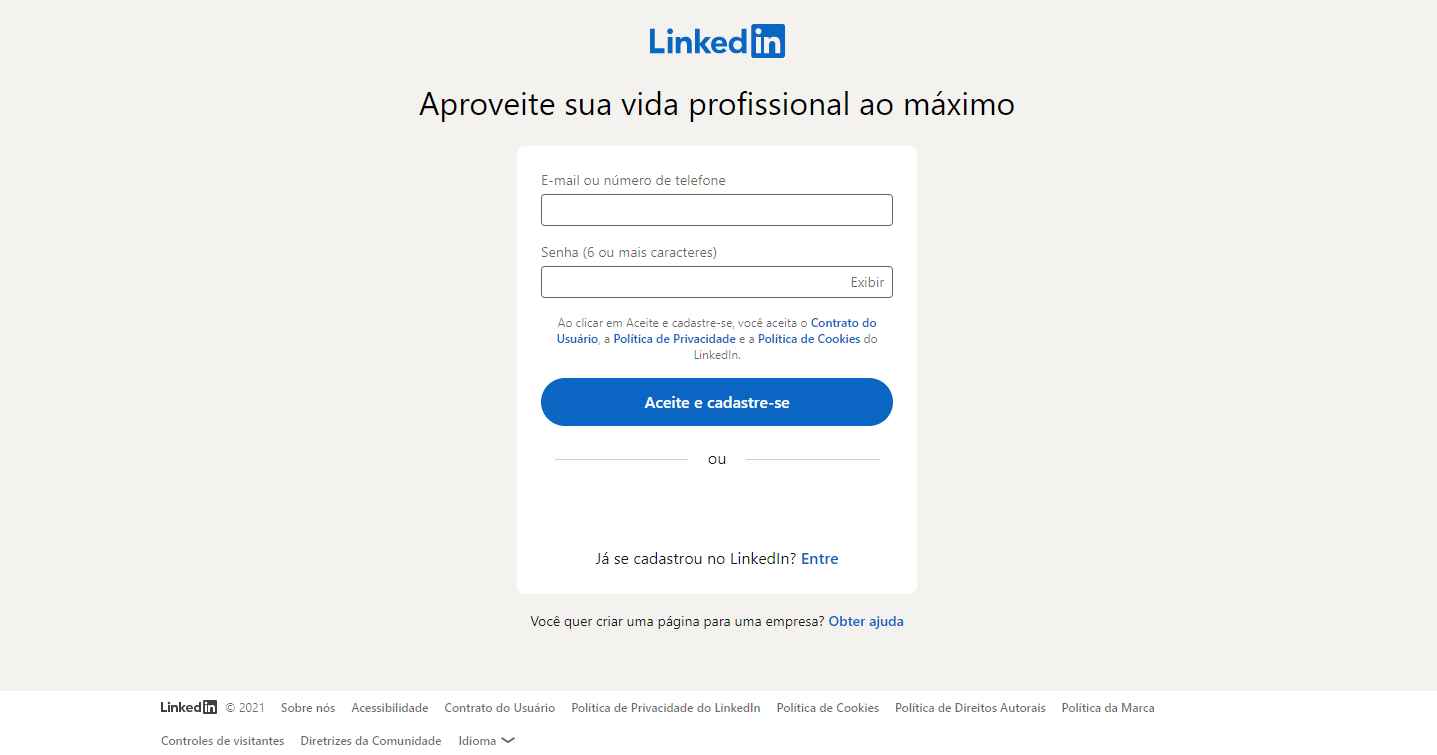 Linkedin
Aproveite sua vida profissional ao máximo
E-mail ou número de telefone
Senha (6 ou mais caracteres)
Exibir
Ao clicar em Aceite e cadastre-se, você aceita o Contrato do
Usuário, a Política de Privacidade e a Política de Cookies do
LinkedIn.
Aceite e cadastre-se
ou
Já se cadastrou no LinkedIn? Entre
Você quer criar uma página para uma empresa? Obter ajuda
Linkedin © 2021 Sobre nós Acessibilidade Contrato do Usuário Política de Privacidade do LinkedIn Política de Cookies Política de Direitos Autorais Política da Marca
Controles de visitantes Diretrizes da Comunidade Idioma